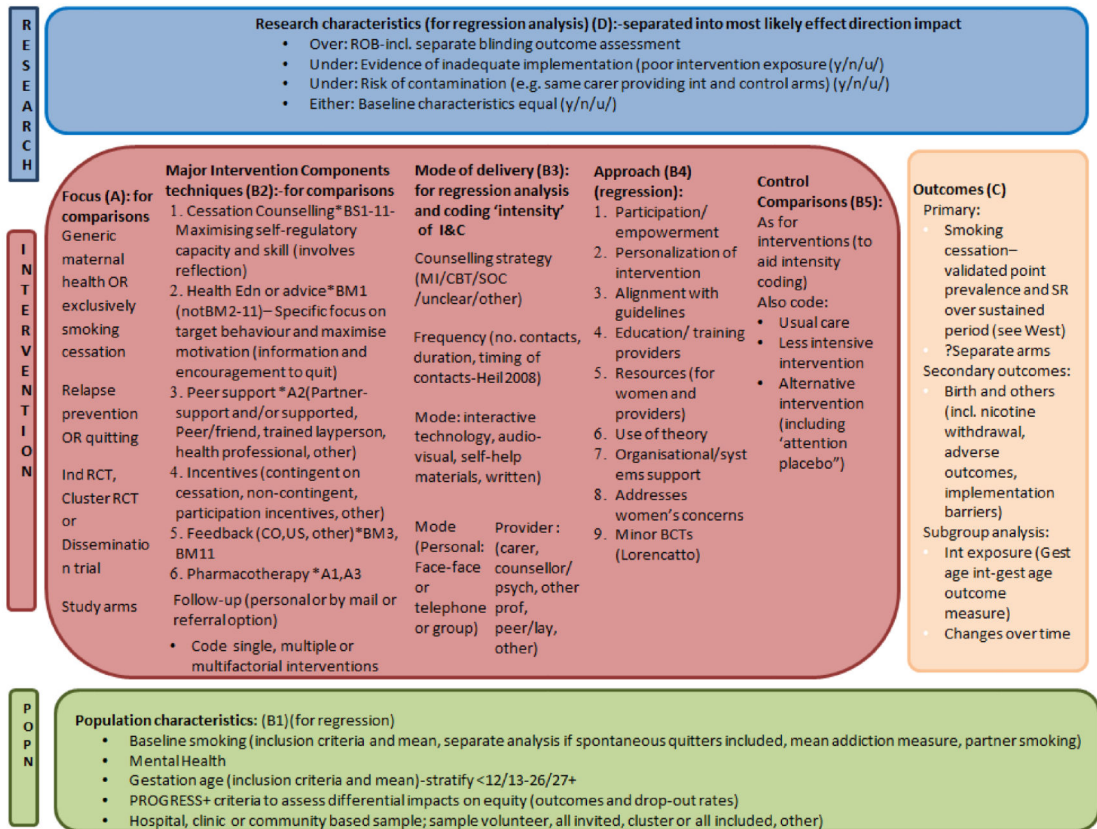 RESEARCH
Research characteristics (for regression analysis) (D):-separated into most likely effect direction impact
• Over: ROB-incl. separate blinding outcome assessment
• Under: Evidence of inadequate implementation (poor intervention exposure (y/n/u/)
• Under: Risk of contamination (e.g. same carer providing int and control arms) (y/n/u/)
• Either: Baseline characteristics equal (y/n/u/)
INTERVENTION
Focus (A): for
comparisons
Generic
maternal
health OR
exclusively
smoking
cessation
Relapse
prevention
OR quitting
Ind RCT,
Cluster RCT
or
Disseminatio
n trial
Study arms
Major Intervention Components
techniques (B2):-for comparisons
1. Cessation Counselling*BS1-11-
Maximising self-regulatory
capacity and skill (involves
reflection)
2. Health Edn or advice*BM1
(notBM2-11)– Specific focus on
target behaviour and maximise
motivation (information and
encouragement to quit)
3. Peer support *A2(Partner-
support and/or supported,
Peer/friend, trained layperson,
health professional, other)
4. Incentives (contingent on
cessation, non-contingent,
participation incentives, other)
5. Feedback (CO,US, other)*BM3,
BM11
6. Pharmacotherapy *A1,A3
Follow-up (personal or by mail or
referral option)
• Code single, multiple or
multifactorial interventions
Mode of delivery (B3):
for regression analysis
and coding ‘intensity’
of I&C
Counselling strategy
(MI/CBT/SOC
/unclear/other)
Frequency (no. contacts,
duration, timing of
contacts-Heil 2008)
Mode: interactive
technology, audio-
visual, self-help
materials, written)
Mode
(Personal:
Face-face
or
telephone
or group)
Provider :
(carer,
counsellor/
psych, other
prof,
peer/lay,
other)
Approach (B4)
(regression):
1. Participation/
empowerment
2. Personalization of
intervention
3. Alignment with
guidelines
4. Education/ training
providers
5. Resources (for
women and
providers)
6. Use of theory
7. Organisational/syst
ems support
8. Addresses
women’s concerns
9. Minor BCTs
(Lorencatto)
Control
Comparisons (B5):
As for
interventions (to
aid intensity
coding)
Also code:
• Usual care
• Less intensive
intervention
• Alternative
intervention
(including
‘attention
placebo”)
Outcomes (C)
Primary:
• Smoking
cessation–
validated point
prevalence and SR
over sustained
period (see West)
• ?Separate arms
Secondary outcomes:
• Birth and others
(incl. nicotine
withdrawal,
adverse
outcomes,
implementation
barriers)
Subgroup analysis:
• Int exposure (Gest
age int-gest age
outcome
measure)
• Changes over time
POPN
Population characteristics: (B1)(for regression)
• Baseline smoking (inclusion criteria and mean, separate analysis if spontaneous quitters included, mean addiction measure, partner smoking)
• Mental Health
• Gestation age (inclusion criteria and mean)-stratify <12/13-26/27+
• PROGRESS+ criteria to assess differential impacts on equity (outcomes and drop-out rates)
• Hospital, clinic or community based sample; sample volunteer, all invited, cluster or all included, other)